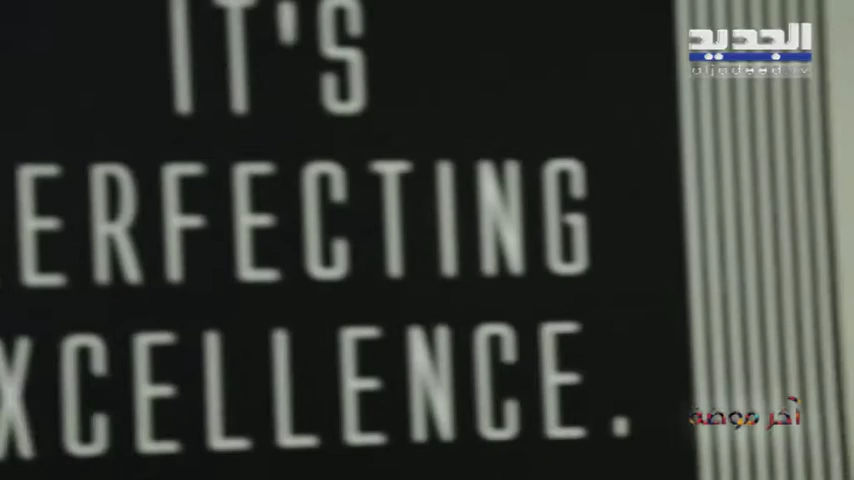 IT'S
ERFECTING
XCELLENCE.
الجديد
aljadeed.tv
آخر موضة